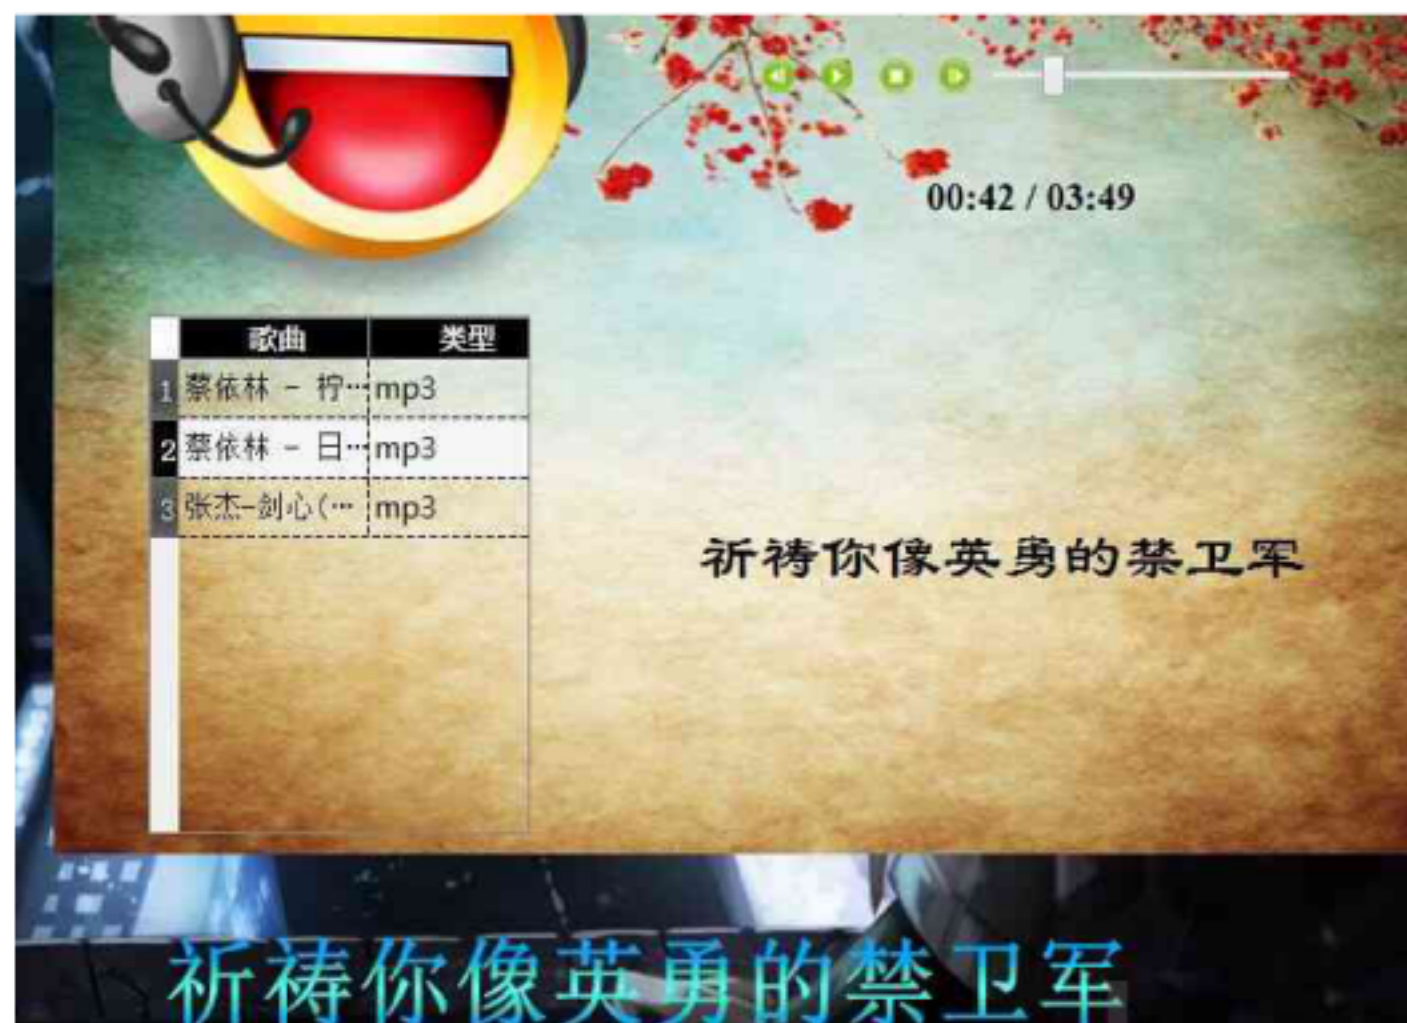 00:42 / 03:49
歌曲 类型
1 蔡依林 - 柠… mp3
2 蔡依林 - 日… mp3
3 张杰-剑心(… mp3
祈祷你像英勇的禁卫军
祈祷你像英勇的禁卫军